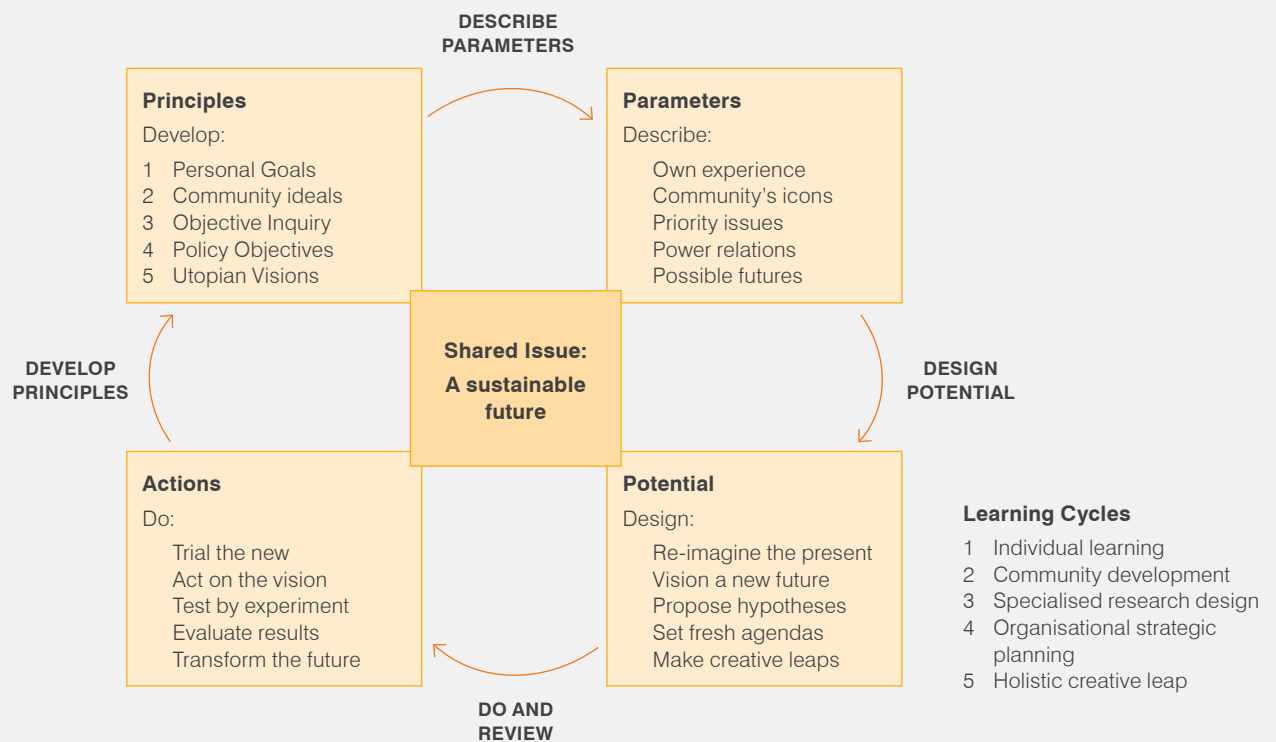 DESCRIBE
PARAMETERS
Principles
Develop:
1 Personal Goals
2 Community ideals
3 Objective Inquiry
4 Policy Objectives
5 Utopian Visions
Parameters
Describe:
Own experience
Community’s icons
Priority issues
Power relations
Possible futures
DEVELOP
PRINCIPLES
Shared Issue:
A sustainable
future
DESIGN
POTENTIAL
Actions
Do:
Trial the new
Act on the vision
Test by experiment
Evaluate results
Transform the future
Potential
Design:
Re-imagine the present
Vision a new future
Propose hypotheses
Set fresh agendas
Make creative leaps
Learning Cycles
1 Individual learning
2 Community development
3 Specialised research design
4 Organisational strategic
planning
5 Holistic creative leap
DO AND
REVIEW